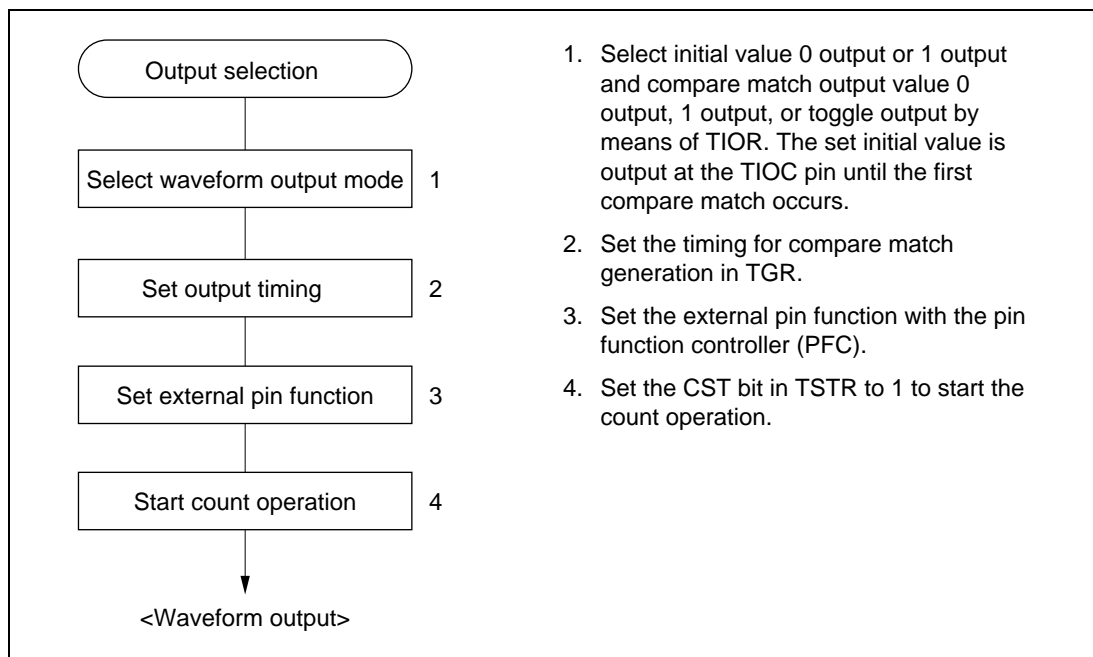 Output selection
Select waveform output mode 1
Set output timing 2
Set external pin function 3
Start count operation 4
<Waveform output>
1. Select initial value 0 output or 1 output
and compare match output value 0
output, 1 output, or toggle output by
means of TIOR. The set initial value is
output at the TIOC pin until the first
compare match occurs.
2. Set the timing for compare match
generation in TGR.
3. Set the external pin function with the pin
function controller (PFC).
4. Set the CST bit in TSTR to 1 to start the
count operation.